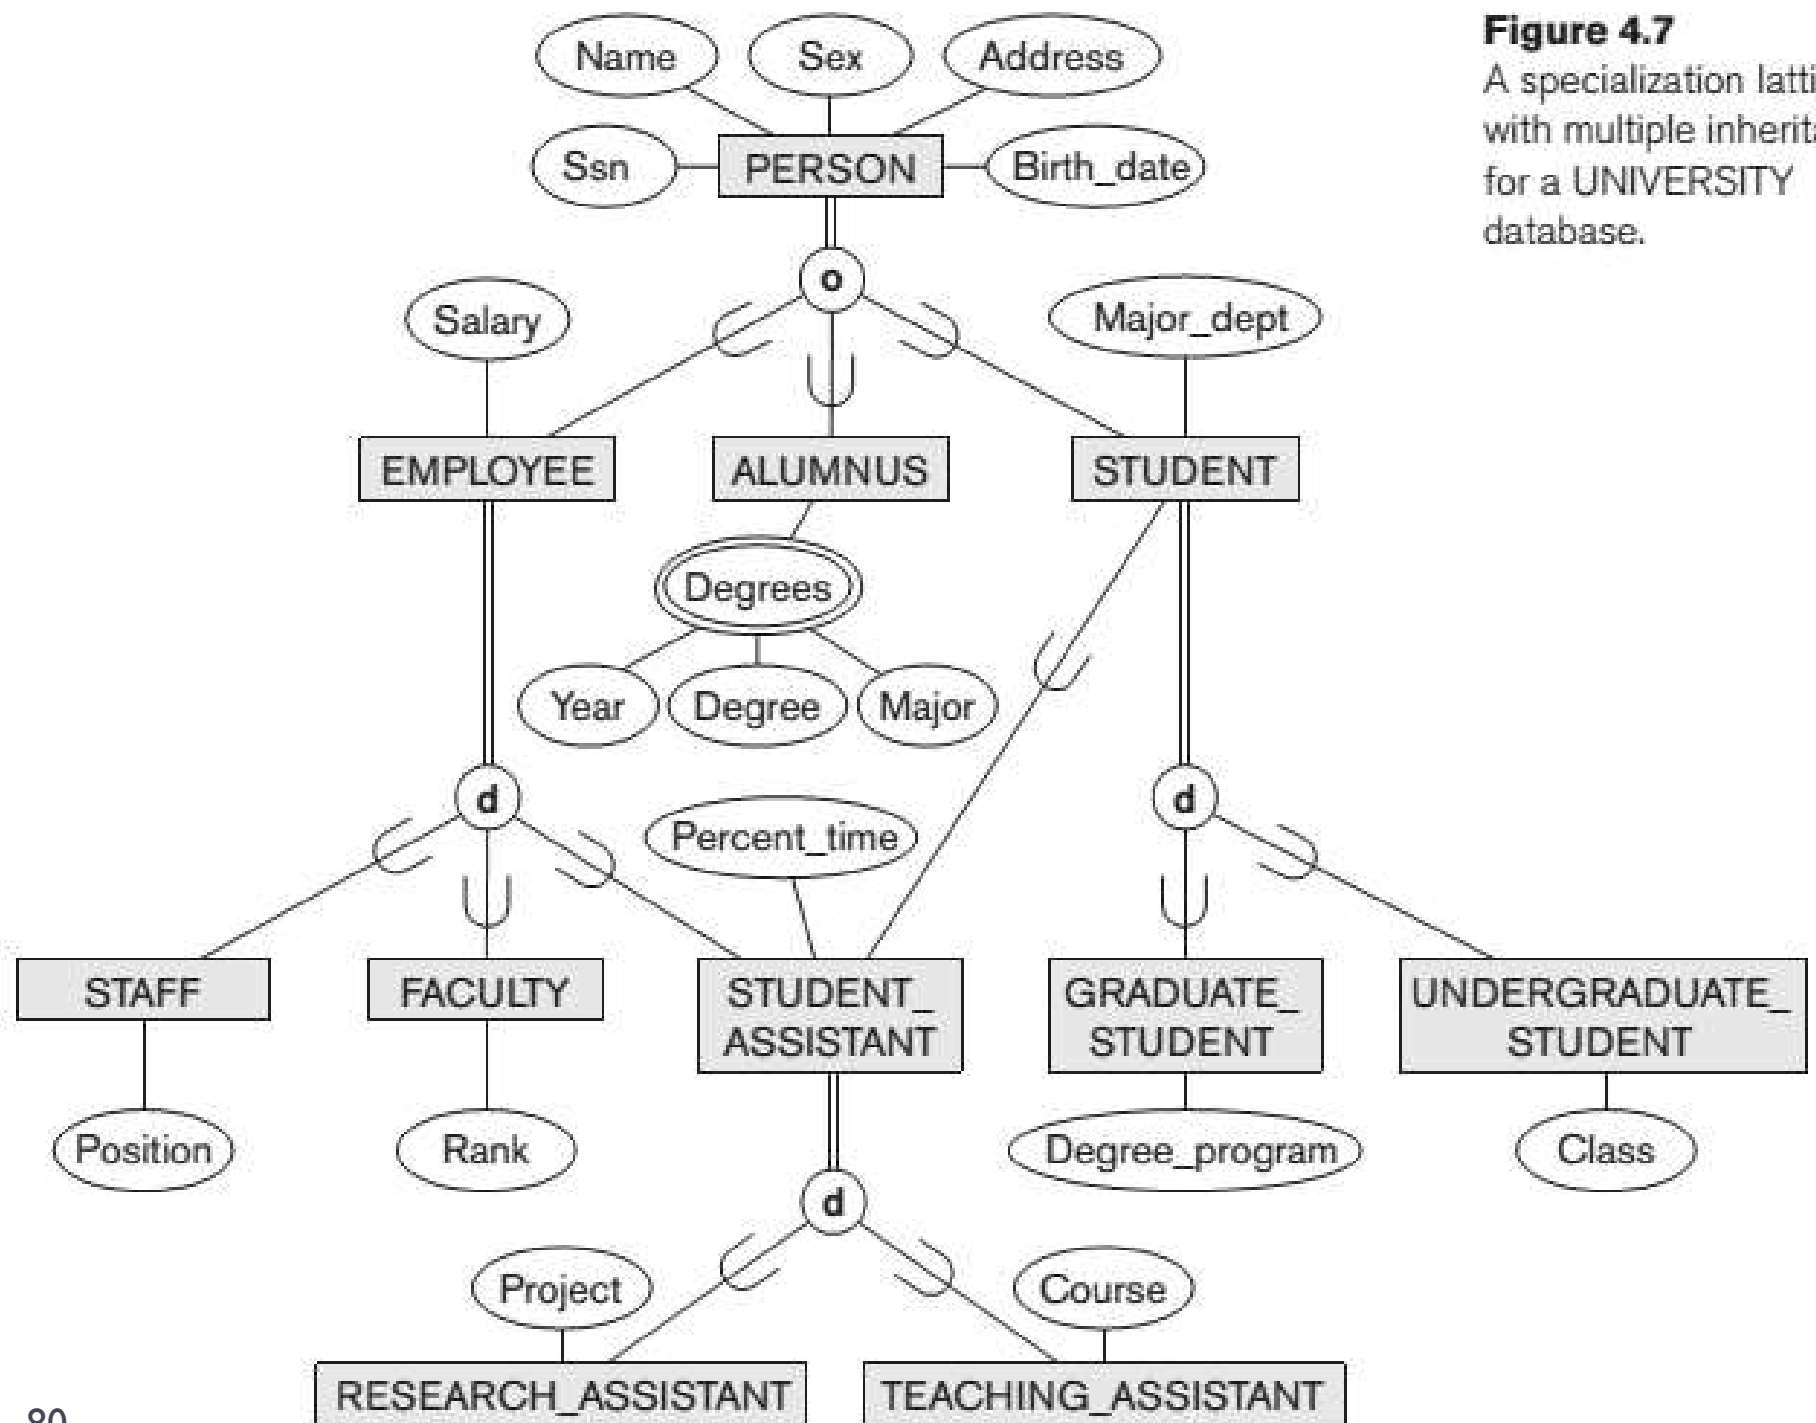 Figure 4.7
A specialization latti
with multiple inherita
for a UNIVERSITY
database.
Name
Sex
Address
Ssn
PERSON
Birth_date
o
Salary
Major_dept
EMPLOYEE
ALUMNUS
STUDENT
Degrees
Year
Degree
Major
d
d
Percent_time
STAFF
FACULTY
STUDENT_
ASSISTANT
GRADUATE_
STUDENT
UNDERGRADUATE_
STUDENT
Position
Rank
Degree_program
Class
d
Project
Course
RESEARCH_ASSISTANT
TEACHING_ASSISTANT
80